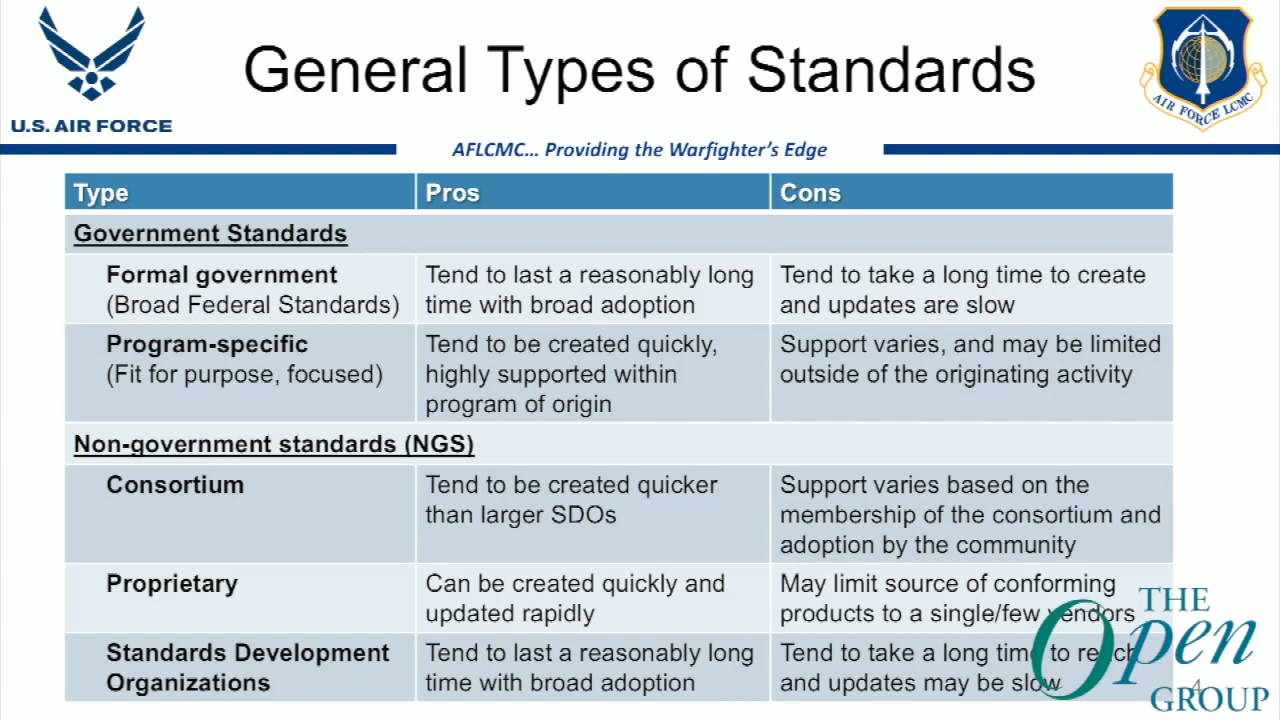 General Types of Standards
U.S. AIR FORCE
AIR FORCE LCMC
AFLCMC... Providing the Warfighter's Edge
Type
Pros
Cons
Government Standards
Formal government
(Broad Federal Standards)
Tend to last a reasonably long
time with broad adoption
Tend to take a long time to create
and updates are slow
Program-specific
(Fit for purpose, focused)
Tend to be created quickly,
highly supported within
program of origin
Support varies, and may be limited
outside of the originating activity
Non-government standards (NGS)
Consortium
Tend to be created quicker
than larger SDOs
Support varies based on the
membership of the consortium and
adoption by the community
Proprietary
Can be created quickly and
updated rapidly
May limit source of conforming
products to a single/few vendors
Standards Development
Organizations
Tend to last a reasonably long
time with broad adoption
Tend to take a long time to reach
and updates may be slow
4
THE
Open
GROUP